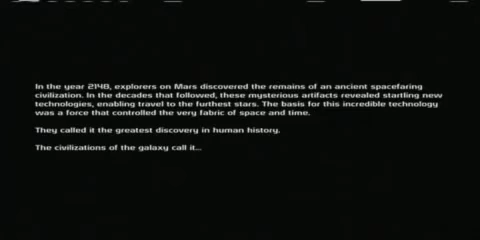 In the year 2148, explorers on Mars discovered the remains of an ancient spacefaring
civilization. In the decades that followed, these mysterious artifacts revealed startling new
technologies, enabling travel to the furthest stars. The basis for this incredible technology
was a force that controlled the very fabric of space and time.
They called it the greatest discovery in human history.
The civilizations of the galaxy call it...